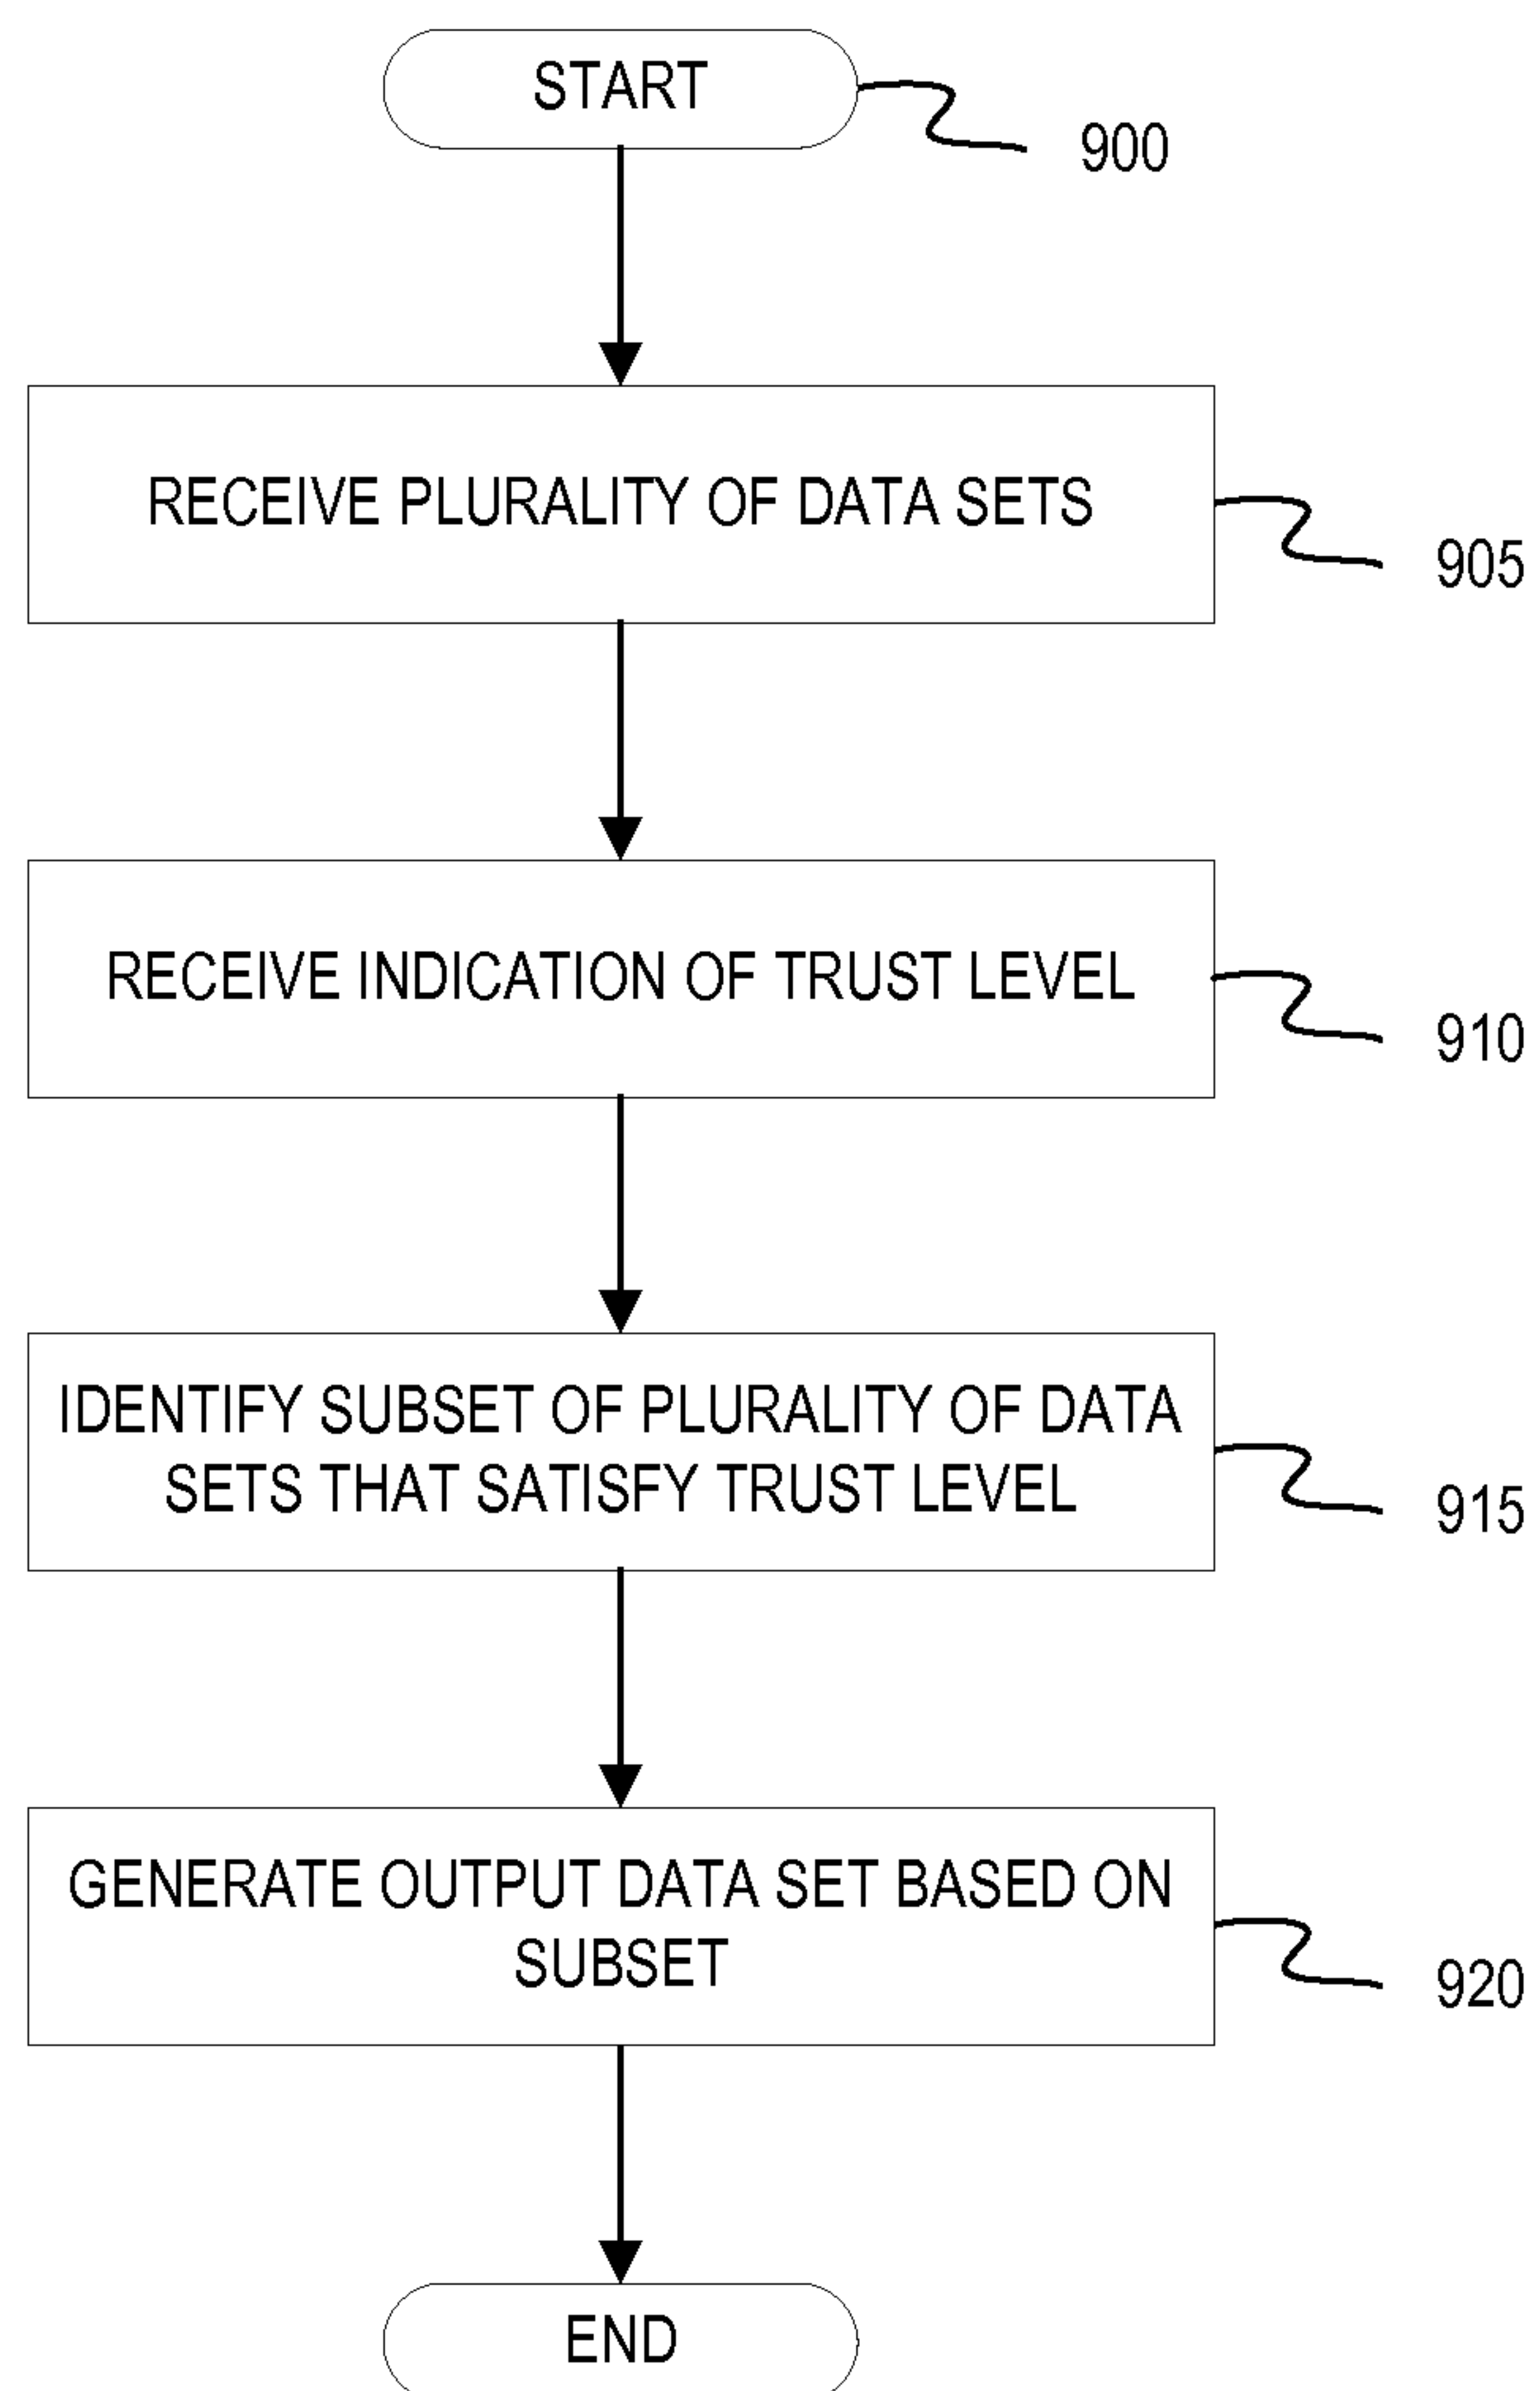 START
900
RECEIVE PLURALITY OF DATA SETS
905
RECEIVE INDICATION OF TRUST LEVEL
910
IDENTIFY SUBSET OF PLURALITY OF DATA
SETS THAT SATISFY TRUST LEVEL
915
GENERATE OUTPUT DATA SET BASED ON
SUBSET
920
END